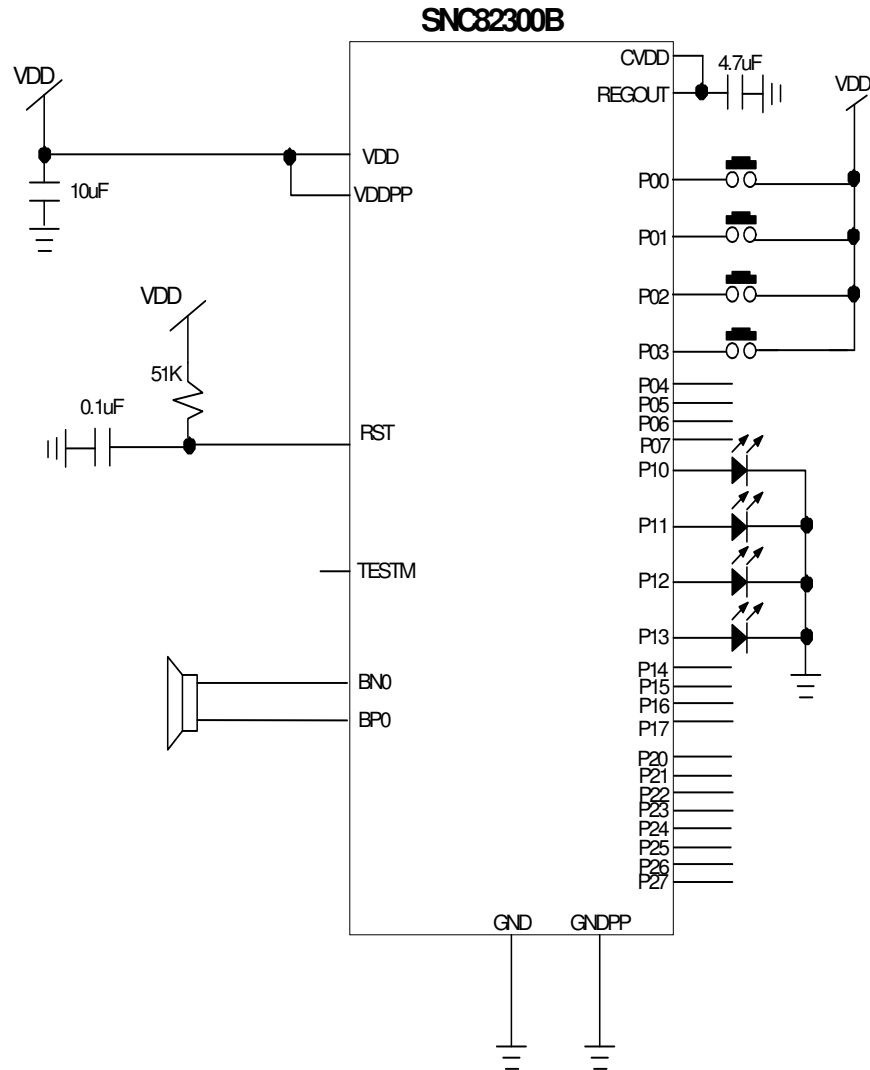 SNC82300B
VDD
10uF
VDD
VDDPP
VDD
51K
0.1uF
RST
TESTM
BN0
BP0
CVDD
4.7uF
REGOUT
VDD
P00
P01
P02
P03
P04
P05
P06
P07
P10
P11
P12
P13
P14
P15
P16
P17
P20
P21
P22
P23
P24
P25
P26
P27
GND
GNDPP